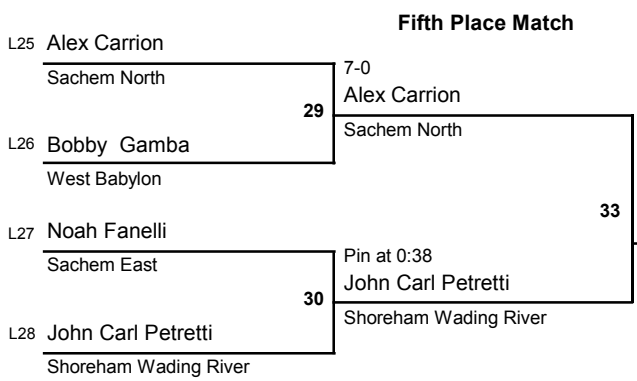 Fifth Place Match
L25 Alex Carrion
Sachem North
29
L26 Bobby Gamba
West Babylon
7-0
Alex Carrion
Sachem North
33
L27 Noah Fanelli
Sachem East
30
L28 John Carl Petretti
Shoreham Wading River
Pin at 0:38
John Carl Petretti
Shoreham Wading River